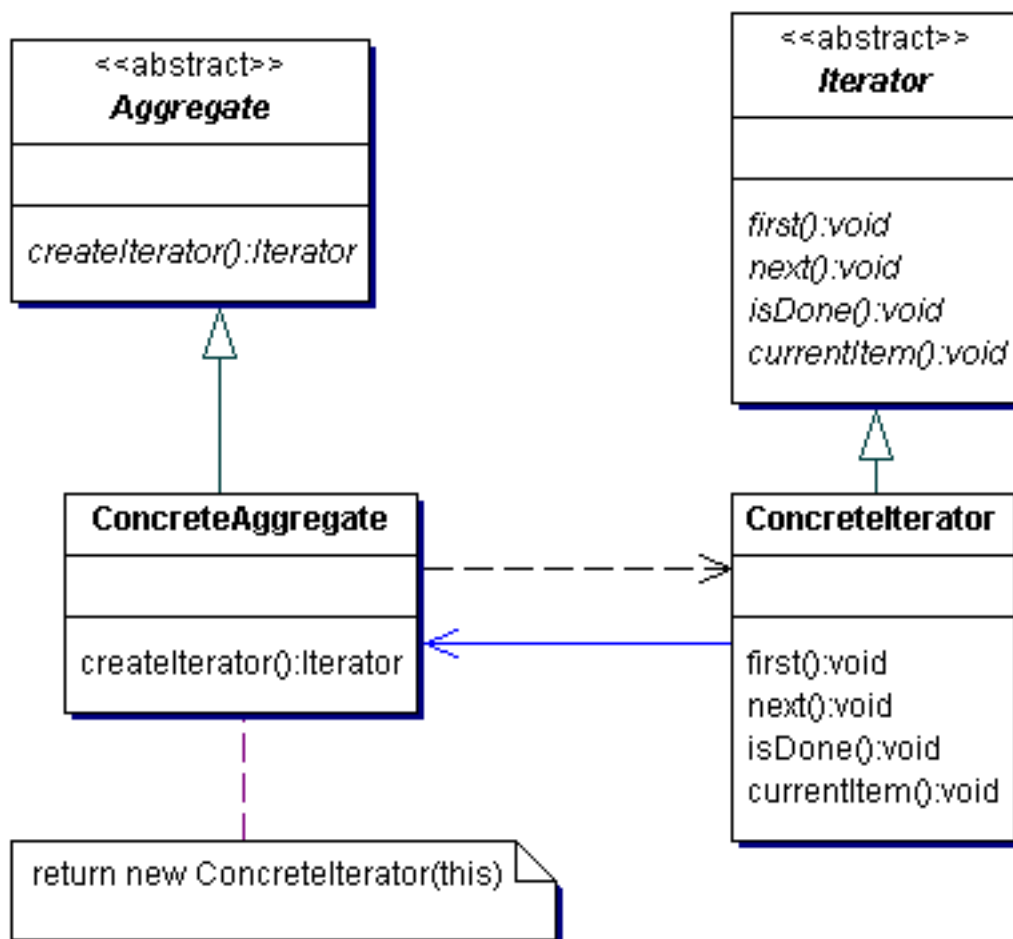 <<abstract>>
Aggregate
createIterator():Iterator
<<abstract>>
Iterator
first():void
next():void
isDone():void
currentItem():void
ConcreteAggregate
createIterator():Iterator
ConcreteIterator
first():void
next():void
isDone():void
currentItem():void
return new ConcreteIterator(this)